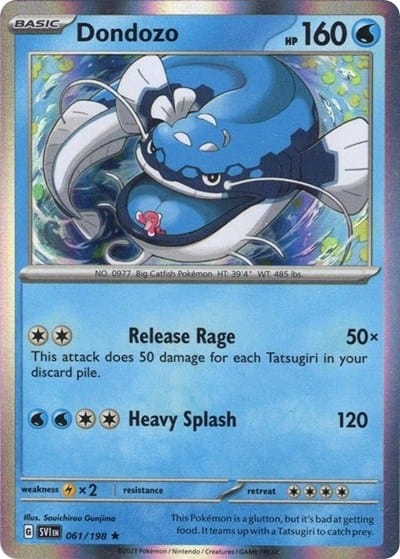 BASIC
Dondozo
HP 160
NO. 0977 Big Catfish Pokémon HT: 39'4" WT: 485 lbs.
Release Rage 50×
This attack does 50 damage for each Tatsugiri in your
discard pile.
Heavy Splash 120
weakness ×2 resistance retreat
Illus. Souichirou Gunjima
G SVI EN 061/198 ★
This Pokémon is a glutton, but it's bad at getting
food. It teams up with a Tatsugiri to catch prey.
©2023 Pokémon / Nintendo / Creatures / GAME FREAK